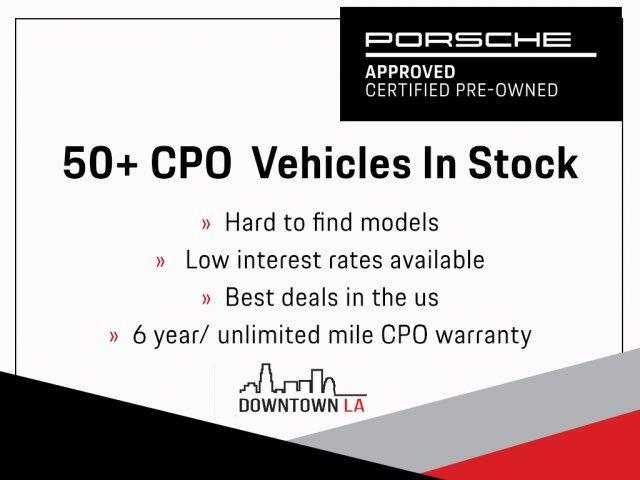 PORSCHE
APPROVED
CERTIFIED PRE-OWNED
50+ CPO Vehicles In Stock
» Hard to find models
» Low interest rates available
» Best deals in the us
» 6 year/ unlimited mile CPO warranty
DOWNTOWN LA